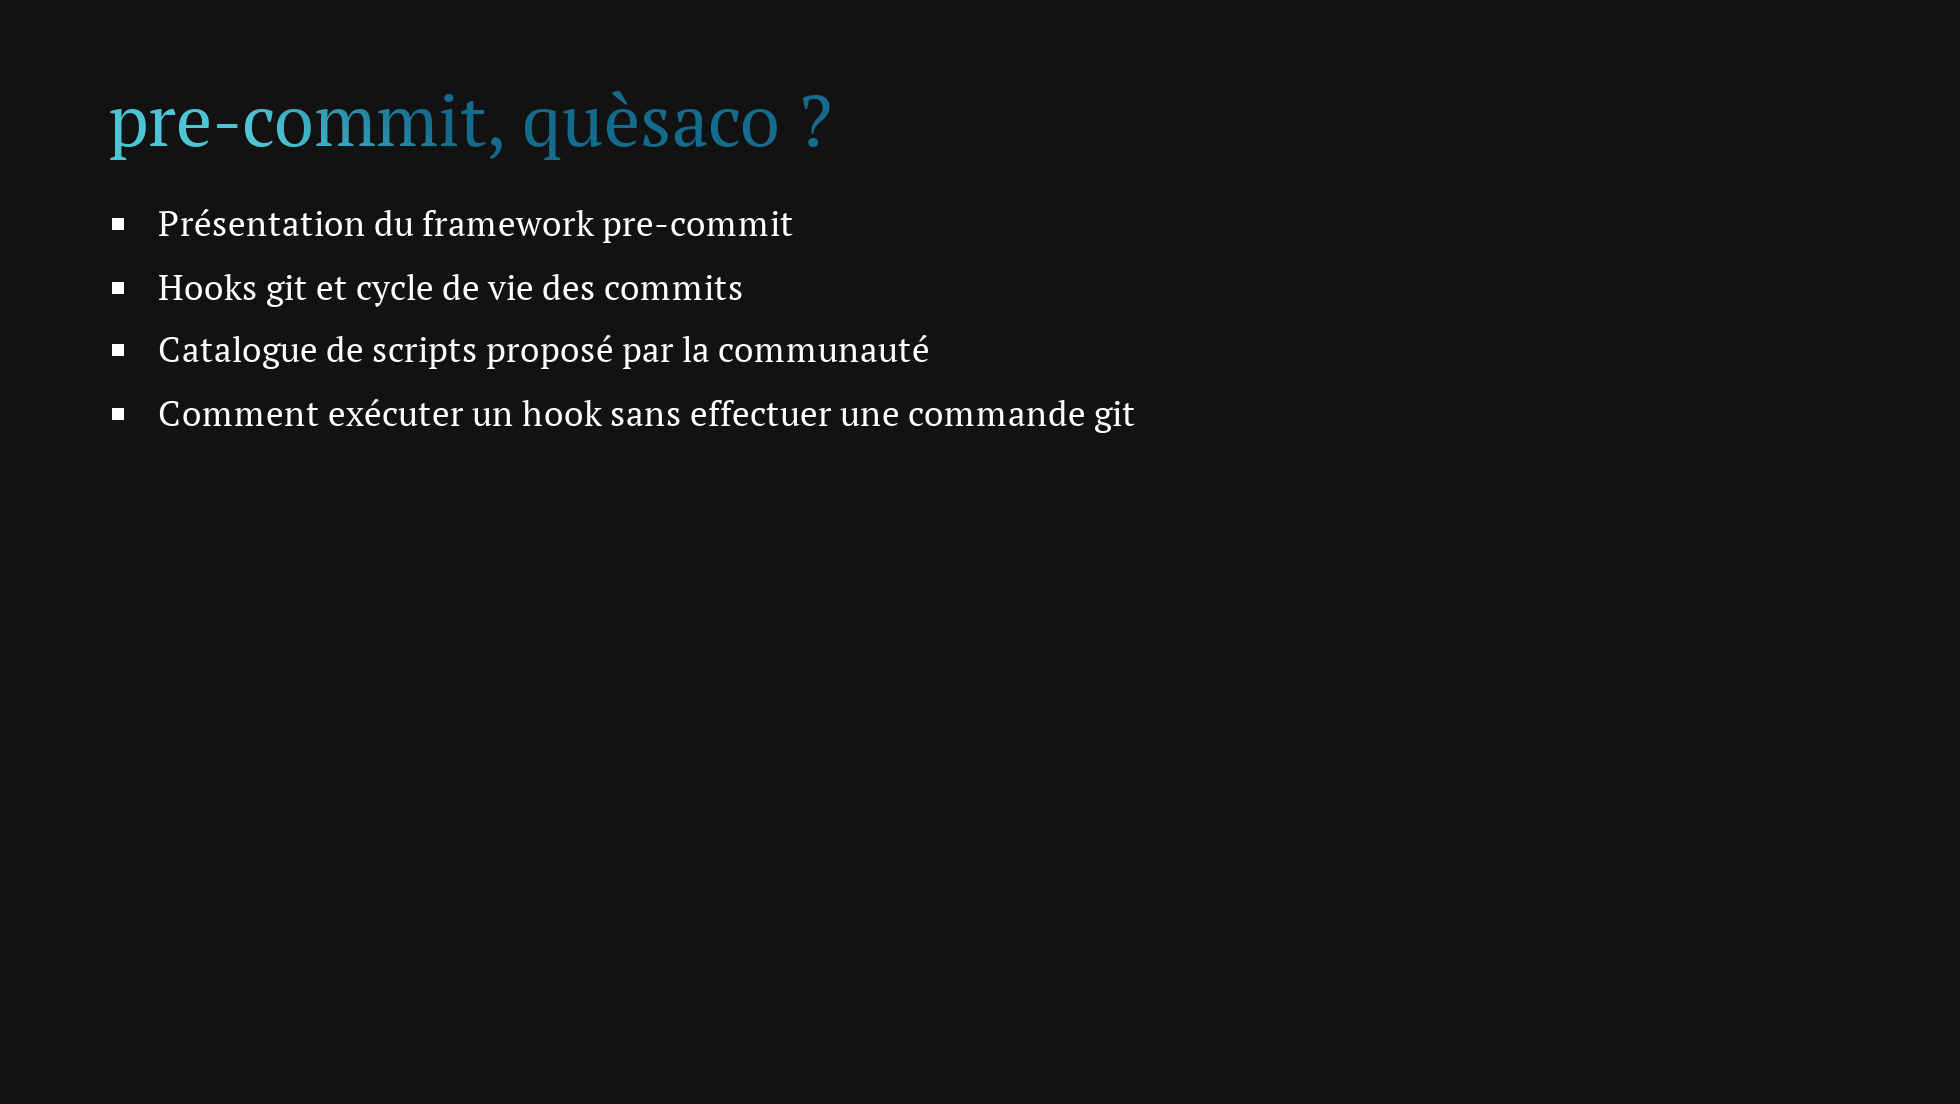 pre-commit, quèsaco ?
Présentation du framework pre-commit
Hooks git et cycle de vie des commits
Catalogue de scripts proposé par la communauté
Comment exécuter un hook sans effectuer une commande git